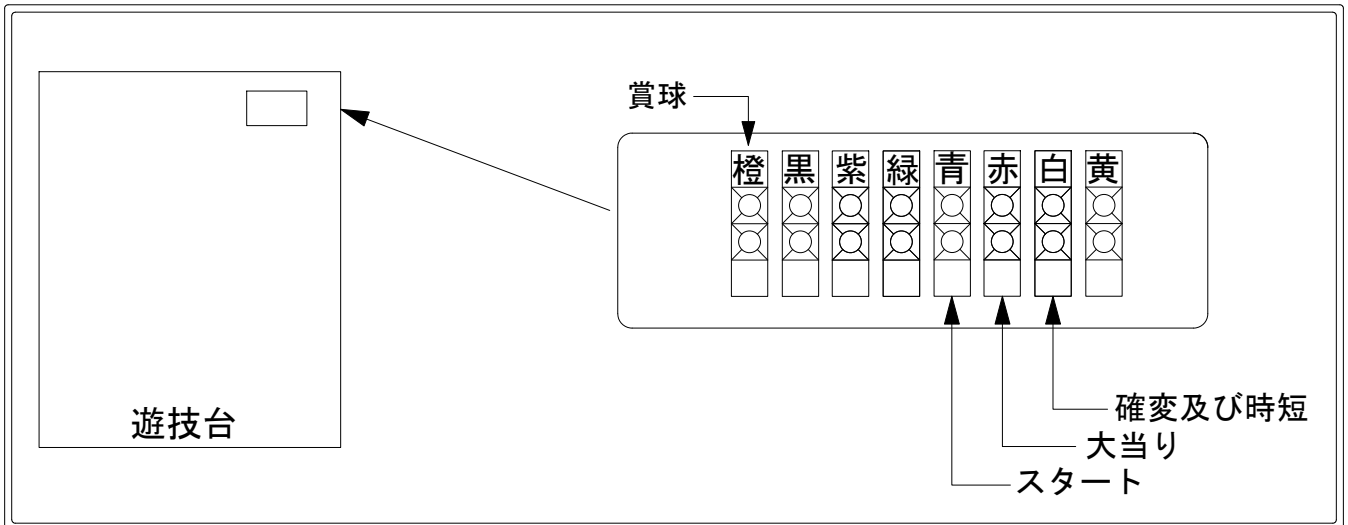 賞球
橙 黒 紫 緑 青 赤 白 黄
遊技台
確変及び時短
大当り
スタート